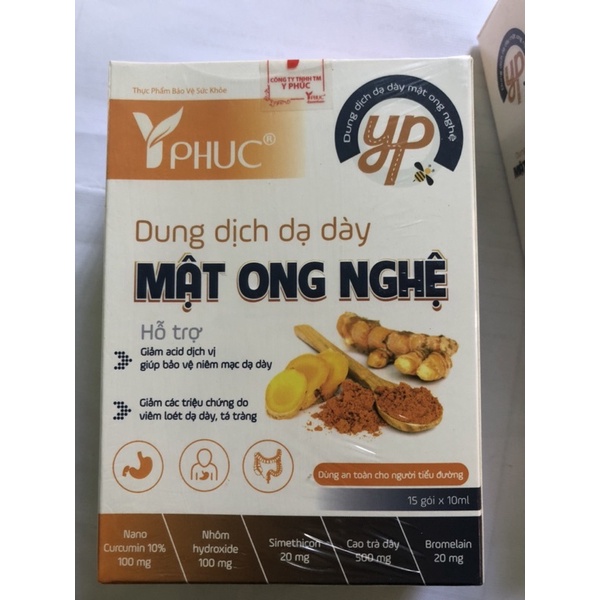 Thực Phẩm Bảo Vệ Sức Khỏe
CÔNG TY TNHH TM
Y PHÚC
Y PHUC®
Dung dịch dạ dày mật ong nghệ
yp
Dung dịch dạ dày
MẬT ONG NGHỆ
Hỗ trợ
Giảm acid dịch vị
giúp bảo vệ niêm mạc dạ dày
Giảm các triệu chứng do
viêm loét dạ dày, tá tràng
Dùng an toàn cho người tiểu đường
15 gói x 10ml
Nano
Curcumin 10%
100 mg
Nhôm
hydroxide
100 mg
Simethicon
20 mg
Cao trà dây
500 mg
Bromelain
20 mg